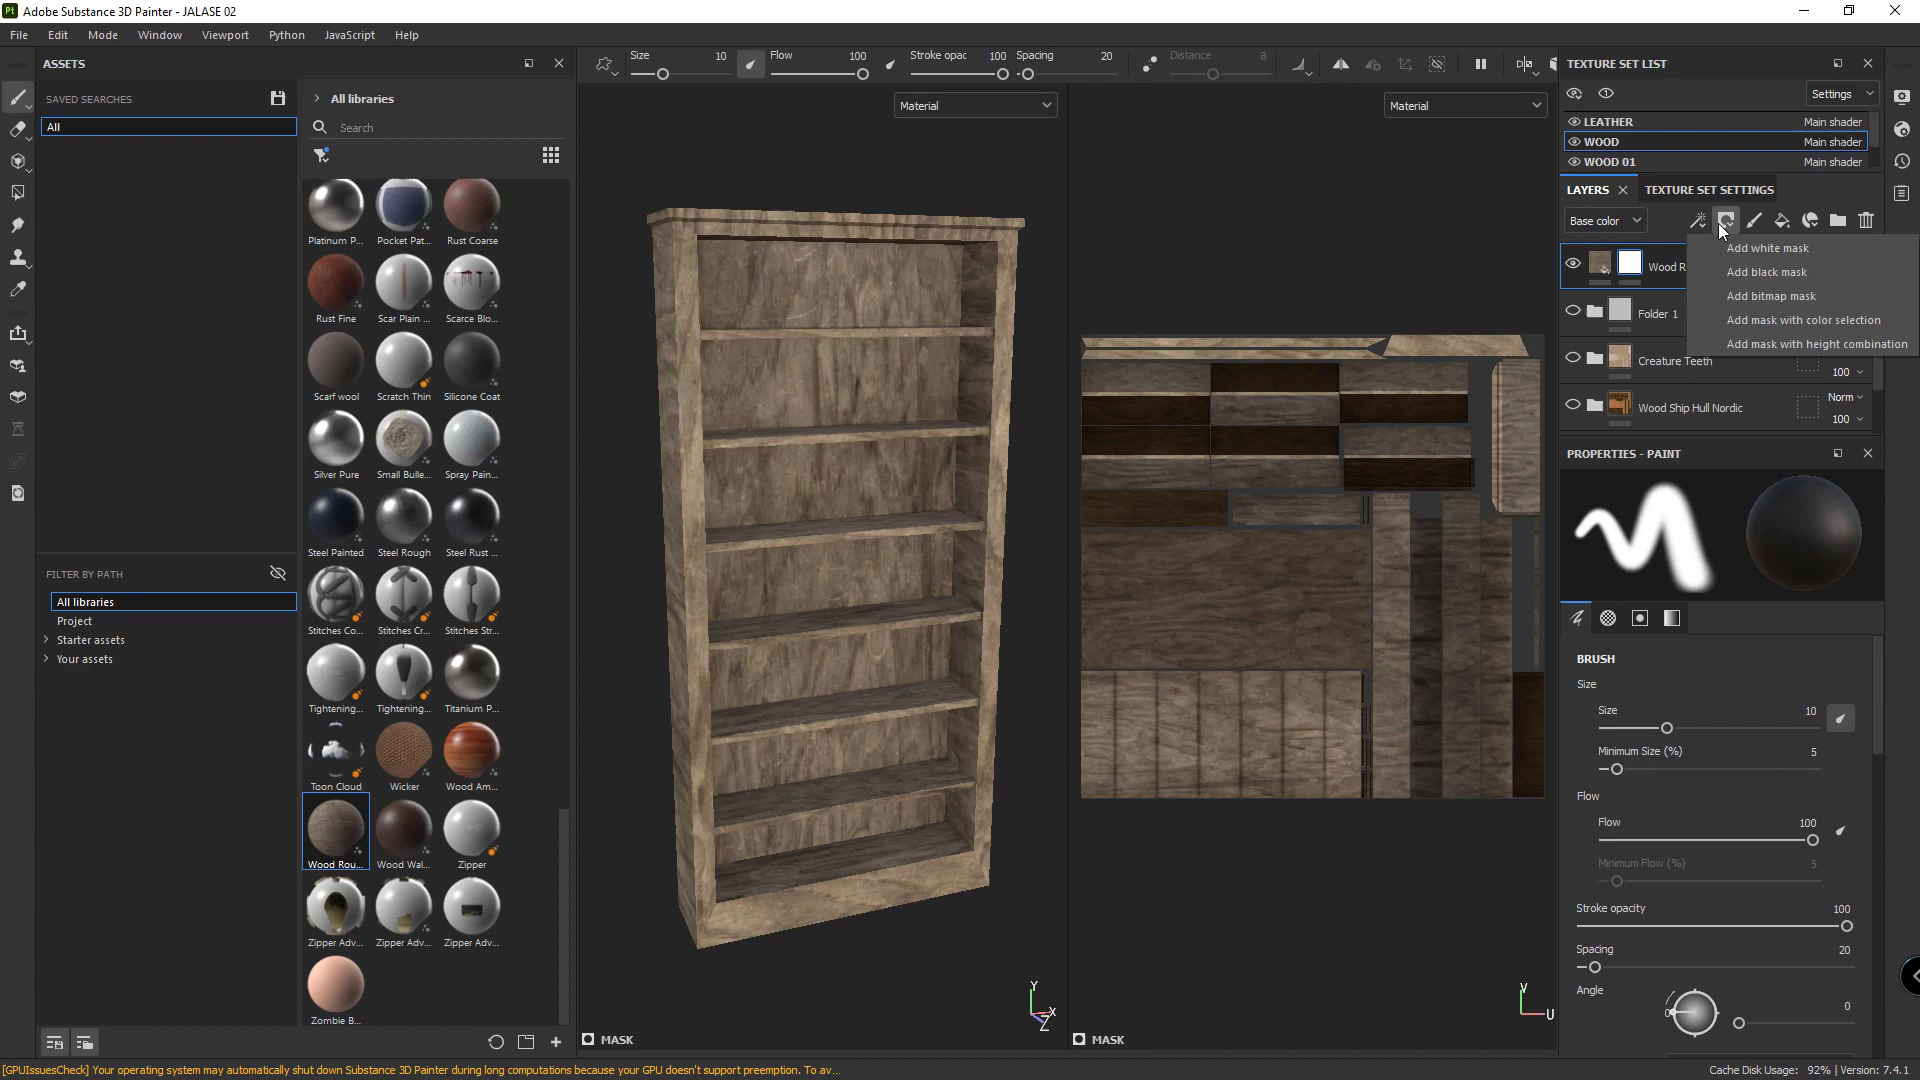 Pt Adobe Substance 3D Painter - JALASE 02
File Edit Mode Window Viewport Python JavaScript Help
ASSETS
SAVED SEARCHES
All
FILTER BY PATH
All libraries
Project
Starter assets
Your assets
All libraries
Search
Platinum P... Pocket Pat... Rust Coarse
Rust Fine Scar Plain ... Scarce Blo...
Scarf wool Scratch Thin Silicone Coat
Silver Pure Small Bulle... Spray Pain...
Steel Painted Steel Rough Steel Rust ...
Stitches Co... Stitches Cr... Stitches Str...
Tightening... Tightening... Titanium P...
Toon Cloud Wicker Wood Am...
Wood Rou... Wood Wal... Zipper
Zipper Adv... Zipper Adv... Zipper Adv...
Zombie B...
Size 10 Flow 100 Stroke opac 100 Spacing 20 Distance 8
Material
Material
Y
X
Z
V
U
MASK
MASK
TEXTURE SET LIST
Settings
LEATHER Main shader
WOOD Main shader
WOOD 01 Main shader
LAYERS TEXTURE SET SETTINGS
Base color
Add white mask
Add black mask
Add bitmap mask
Add mask with color selection
Add mask with height combination
Wood R
Folder 1
Creature Teeth
100
Wood Ship Hull Nordic
Norm
100
PROPERTIES - PAINT
BRUSH
Size
Size 10
Minimum Size (%) 5
Flow
Flow 100
Minimum Flow (%) 5
Stroke opacity 100
Spacing 20
Angle
0 0
[GPUIssuesCheck] Your operating system may automatically shut down Substance 3D Painter during long computations because your GPU doesn't support preemption. To av...
Cache Disk Usage: 92% | Version: 7.4.1